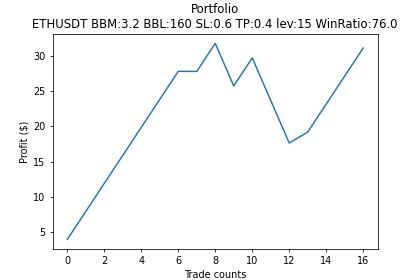 Portfolio
ETHUSDT BBM:3.2 BBL:160 SL:0.6 TP:0.4 lev:15 WinRatio:76.0
30
25
20
15
10
5
Profit ($)
0 2 4 6 8 10 12 14 16
Trade counts